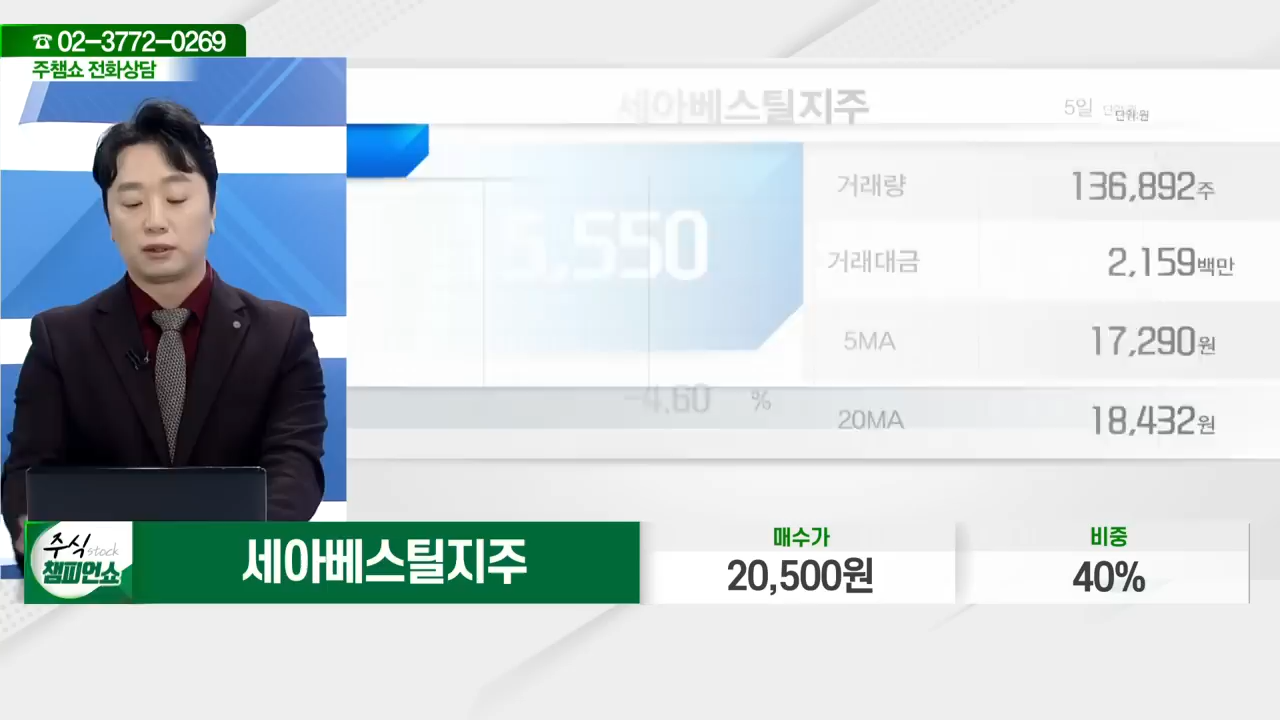 ☎ 02-3772-0269
주챔쇼 전화상담
세아베스틸지주
5일
단위:원
5,550
-4.60 %
거래량 136,892주
거래대금 2,159백만
5MA 17,290원
20MA 18,432원
주식 stock
챔피언쇼
세아베스틸지주
매수가
20,500원
비중
40%